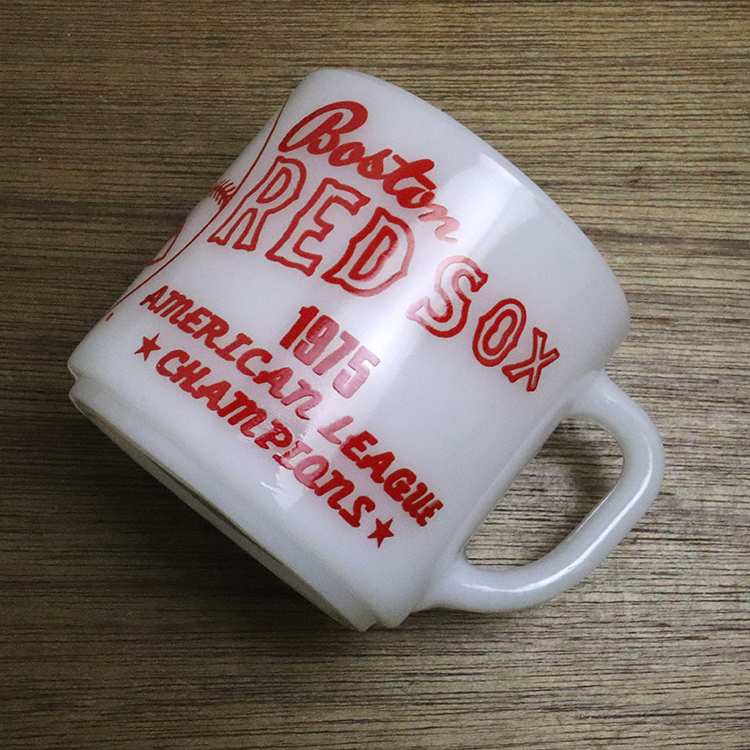 Boston
RED SOX
1975
AMERICAN LEAGUE
★ CHAMPIONS ★